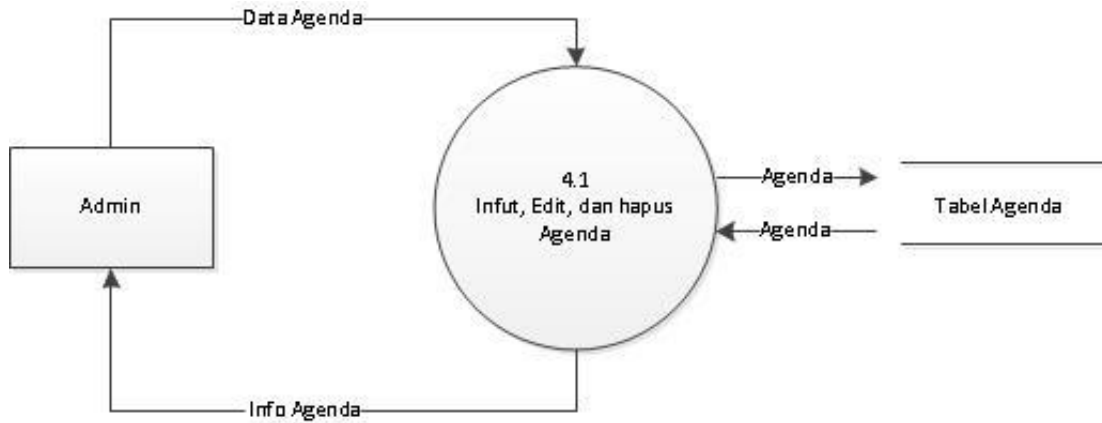 Data Agenda
Admin
4.1
Infut, Edit, dan hapus
Agenda
Agenda
Agenda
Tabel Agenda
Info Agenda